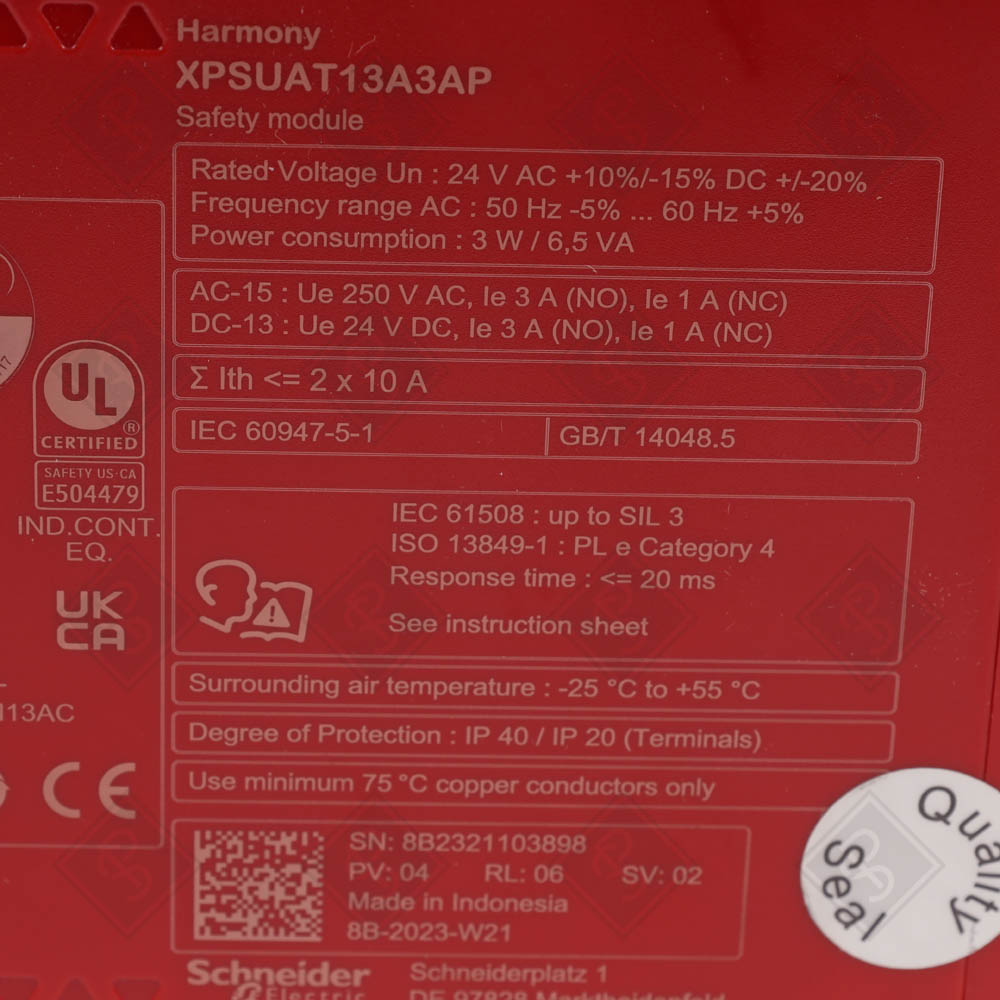 Harmony
XPSUAT13A3AP
Safety module
Rated Voltage Un : 24 V AC +10%/-15% DC +/-20%
Frequency range AC : 50 Hz -5% ... 60 Hz +5%
Power consumption : 3 W / 6,5 VA
AC-15 : Ue 250 V AC, Ie 3 A (NO), Ie 1 A (NC)
DC-13 : Ue 24 V DC, Ie 3 A (NO), Ie 1 A (NC)
Σ Ith <= 2 x 10 A
IEC 60947-5-1 GB/T 14048.5
UL
®
CERTIFIED
SAFETY US·CA
E504479
IND.CONT.
EQ.
UK
CA
13AC
CE
IEC 61508 : up to SIL 3
ISO 13849-1 : PL e Category 4
Response time : <= 20 ms
See instruction sheet
Surrounding air temperature : -25 °C to +55 °C
Degree of Protection : IP 40 / IP 20 (Terminals)
Use minimum 75 °C copper conductors only
SN: 8B2321103898
PV: 04 RL: 06 SV: 02
Made in Indonesia
8B-2023-W21
Schneider
Electric
Schneiderplatz 1
DE 97828 Marktheidenfeld
Quality
Seal